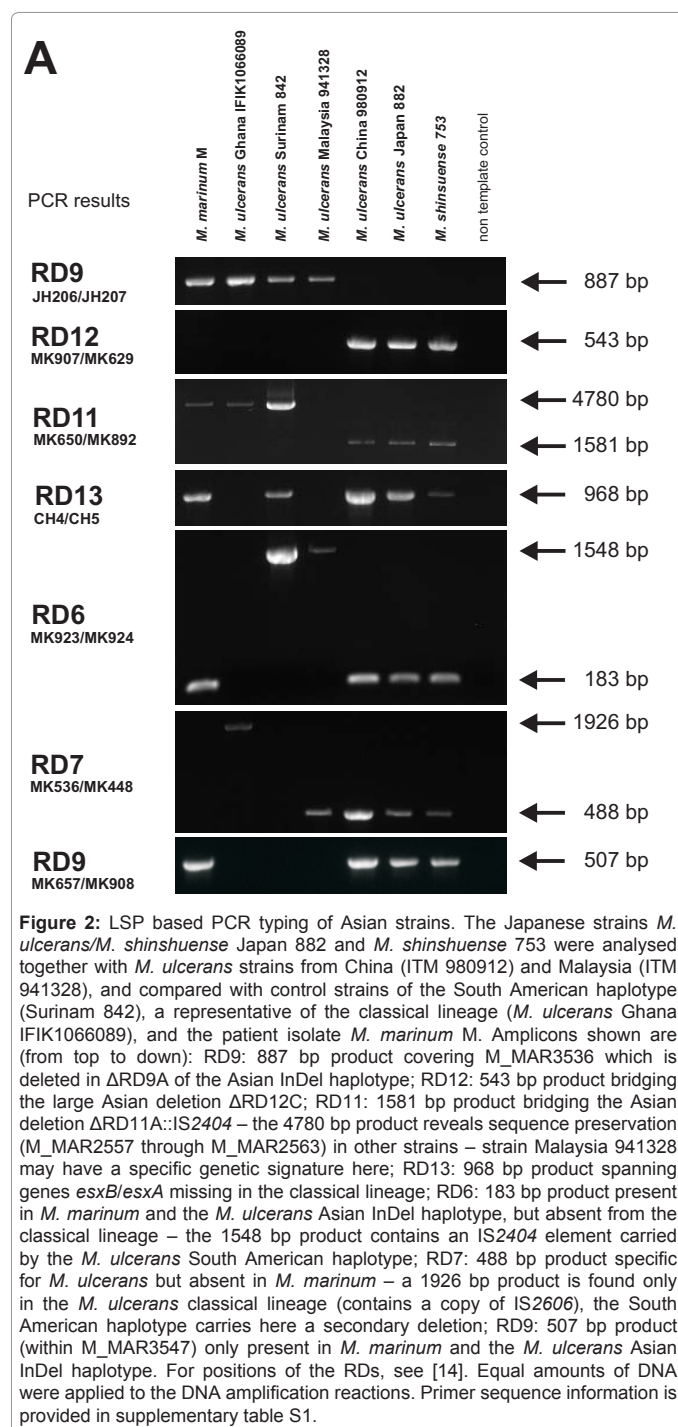 A
PCR results
M. marinum M
M. ulcerans Ghana IFIK1066089
M. ulcerans Surinam 842
M. ulcerans Malaysia 941328
M. ulcerans China 980912
M. ulcerans Japan 882
M. shinsuense 753
non template control
RD9
JH206/JH207
887 bp
RD12
MK907/MK629
543 bp
RD11
MK650/MK892
4780 bp
1581 bp
RD13
CH4/CH5
968 bp
RD6
MK923/MK924
1548 bp
183 bp
RD7
MK536/MK448
1926 bp
488 bp
RD9
MK657/MK908
507 bp
Figure 2: LSP based PCR typing of Asian strains. The Japanese strains M.
ulcerans/M. shinshuense Japan 882 and M. shinshuense 753 were analysed
together with M. ulcerans strains from China (ITM 980912) and Malaysia (ITM
941328), and compared with control strains of the South American haplotype
(Surinam 842), a representative of the classical lineage (M. ulcerans Ghana
IFIK1066089), and the patient isolate M. marinum M. Amplicons shown are
(from top to down): RD9: 887 bp product covering M_MAR3536 which is
deleted in ΔRD9A of the Asian InDel haplotype; RD12: 543 bp product bridging
the large Asian deletion ΔRD12C; RD11: 1581 bp product bridging the Asian
deletion ΔRD11A::IS2404 – the 4780 bp product reveals sequence preservation
(M_MAR2557 through M_MAR2563) in other strains – strain Malaysia 941328
may have a specific genetic signature here; RD13: 968 bp product spanning
genes esxB/esxA missing in the classical lineage; RD6: 183 bp product present
in M. marinum and the M. ulcerans Asian InDel haplotype, but absent from the
classical lineage – the 1548 bp product contains an IS2404 element carried
by the M. ulcerans South American haplotype; RD7: 488 bp product specific
for M. ulcerans but absent in M. marinum – a 1926 bp product is found only
in the M. ulcerans classical lineage (contains a copy of IS2606), the South
American haplotype carries here a secondary deletion; RD9: 507 bp product
(within M_MAR3547) only present in M. marinum and the M. ulcerans Asian
InDel haplotype. For positions of the RDs, see [14]. Equal amounts of DNA
were applied to the DNA amplification reactions. Primer sequence information is
provided in supplementary table S1.